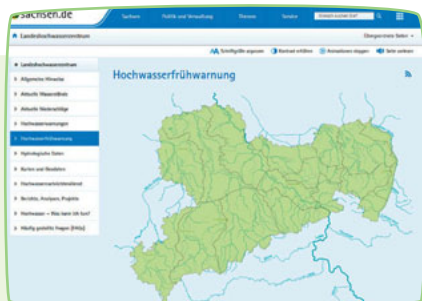 sachsen.de
Sachsen Politik und Verwaltung Themen Service
Landeshochwasserzentrum
Übergeordnete Seiten
Schriftgröße anpassen Kontrast erhöhen Animationen stoppen Seite vorlesen
Landeshochwasserzentrum
Allgemeine Hinweise
Aktuelle Wasserstände
Aktuelle Niederschläge
Hochwasserwarnungen
Hochwasserfrühwarnung
Hydrologische Daten
Karten und Geodaten
Hochwassernachrichtendienst
Berichte, Analysen, Projekte
Hochwasser – Was kann ich tun?
Häufig gestellte Fragen (FAQs)
Hochwasserfrühwarnung